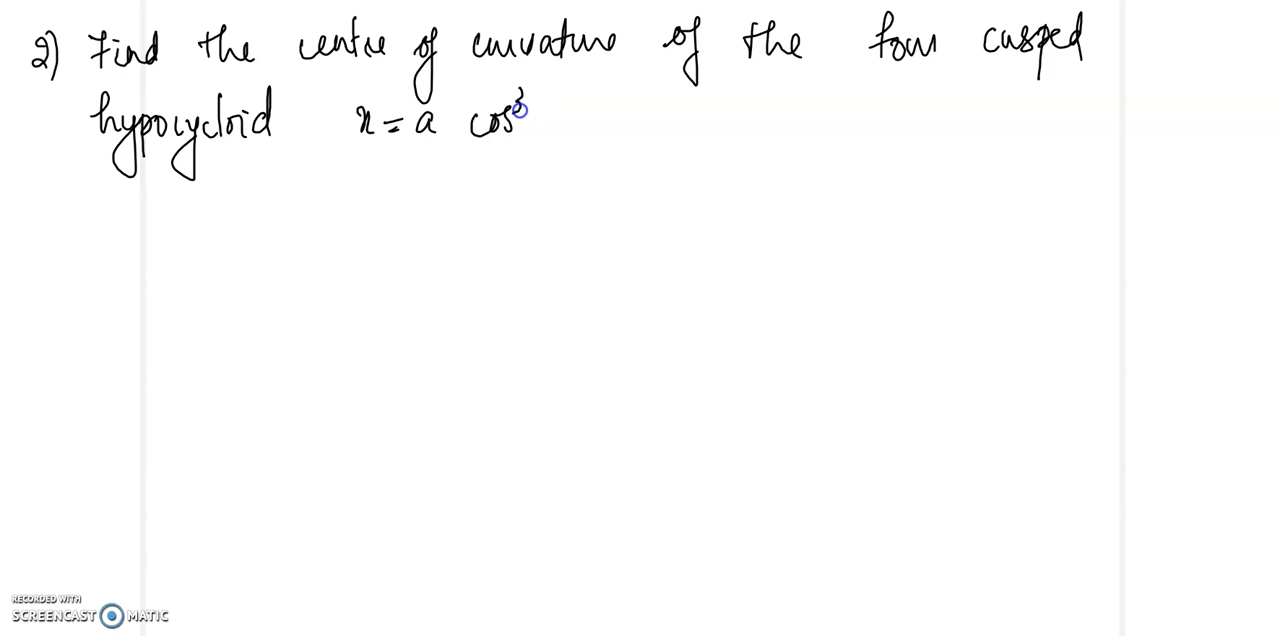 2) Find the centre of curvature of the four cusped
hypocycloid x = a cos³
RECORDED WITH
SCREENCAST MATIC